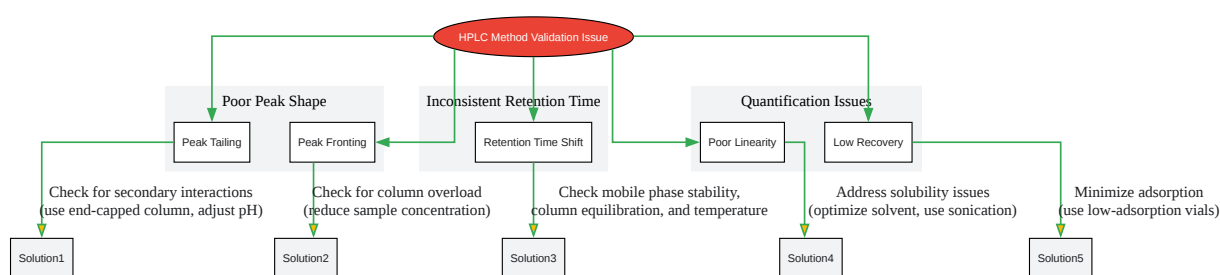 HPLC Method Validation Issue
Poor Peak Shape
Inconsistent Retention Time
Quantification Issues
Peak Tailing
Peak Fronting
Retention Time Shift
Poor Linearity
Low Recovery
Check for secondary interactions
(use end-capped column, adjust pH)
Check for column overload
(reduce sample concentration)
Check mobile phase stability,
column equilibration, and temperature
Address solubility issues
(optimize solvent, use sonication)
Minimize adsorption
(use low-adsorption vials)
Solution1
Solution2
Solution3
Solution4
Solution5